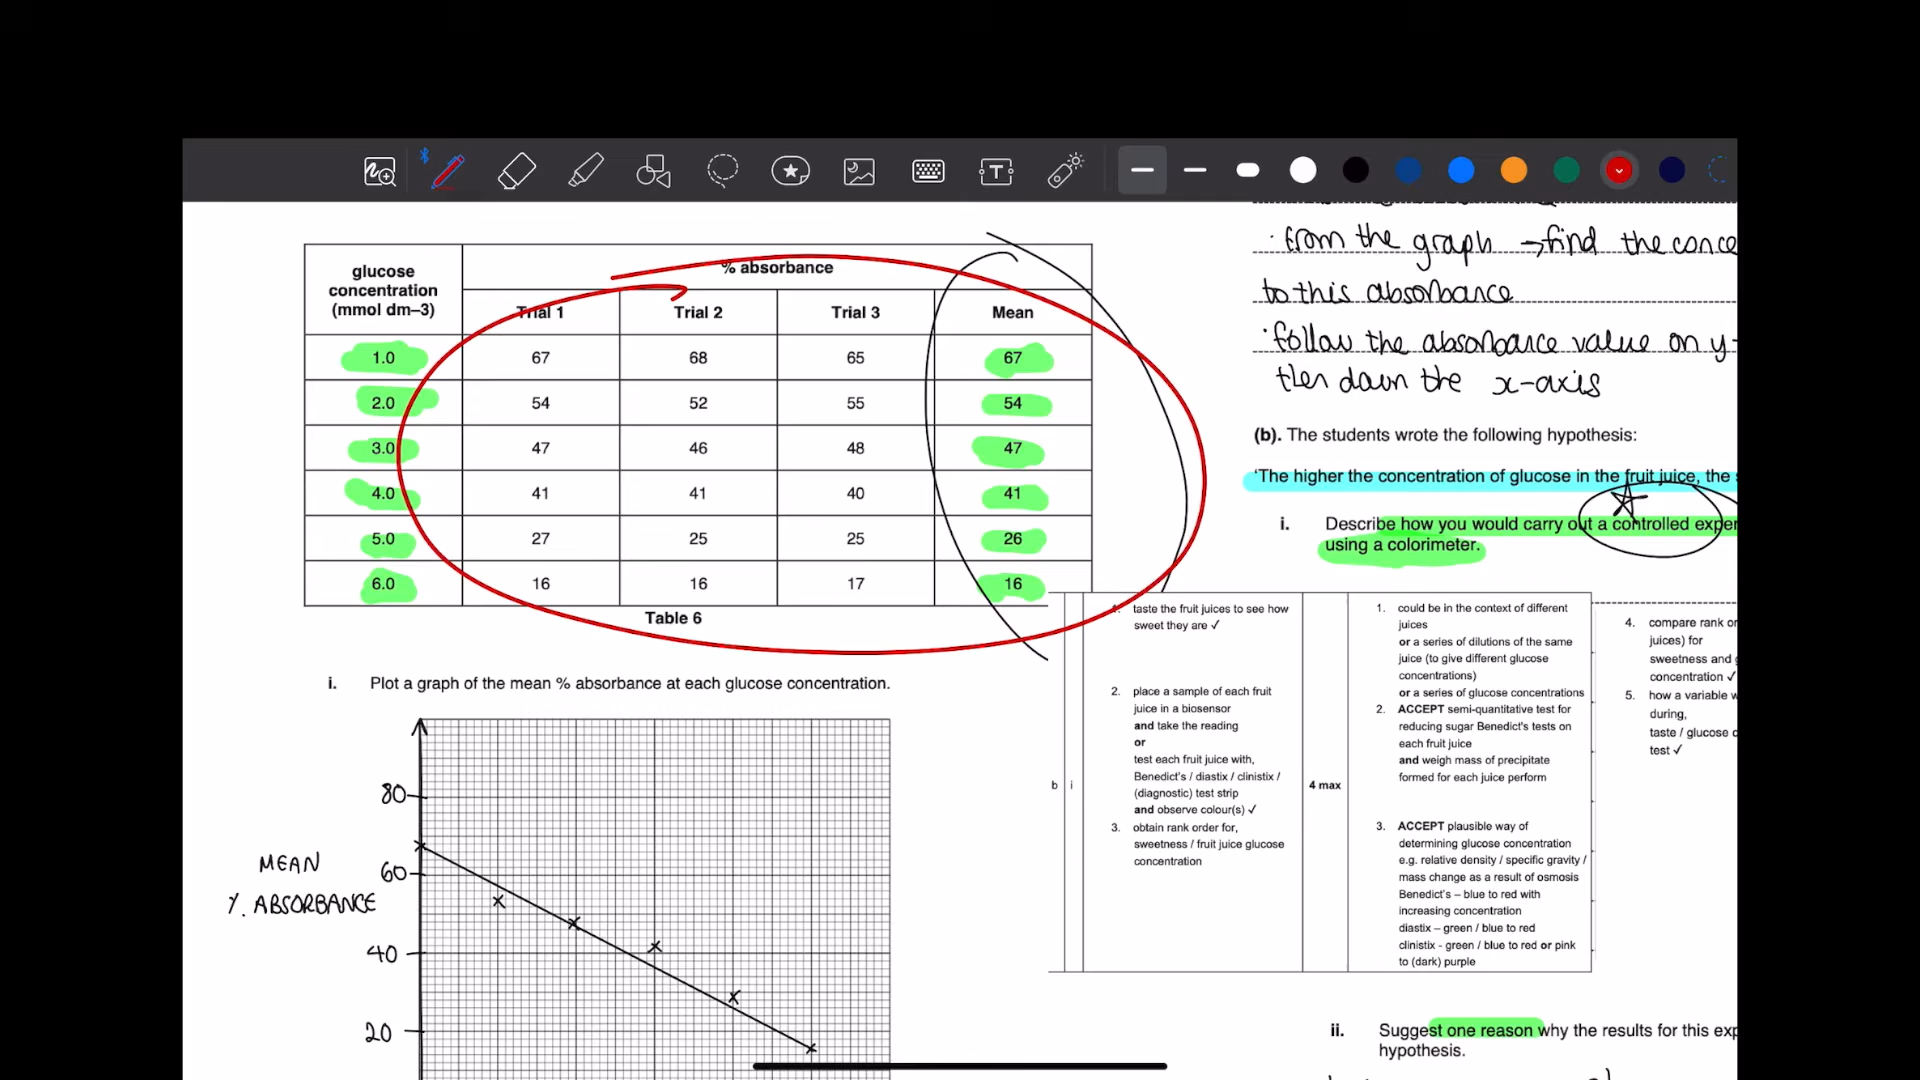 glucose
concentration
(mmol dm–3)
% absorbance
Trial 1 Trial 2 Trial 3 Mean
1.0 67 68 65 67
2.0 54 52 55 54
3.0 47 46 48 47
4.0 41 41 40 41
5.0 27 25 25 26
6.0 16 16 17 16
Table 6
i. Plot a graph of the mean % absorbance at each glucose concentration.
80
60
40
20
MEAN
%. ABSORBANCE
· from the graph → find the conce
to this absorbance
· follow the absorbance value on y-
then down the x-axis
(b). The students wrote the following hypothesis:
‘The higher the concentration of glucose in the fruit juice, the
i. Describe how you would carry out a controlled exper
using a colorimeter.
b i
taste the fruit juices to see how
sweet they are ✓
2. place a sample of each fruit
juice in a biosensor
and take the reading
or
test each fruit juice with,
Benedict's / diastix / clinistix /
(diagnostic) test strip
and observe colour(s) ✓
3. obtain rank order for,
sweetness / fruit juice glucose
concentration
4 max
1. could be in the context of different
juices
or a series of dilutions of the same
juice (to give different glucose
concentrations)
or a series of glucose concentrations
2. ACCEPT semi-quantitative test for
reducing sugar Benedict's tests on
each fruit juice
and weigh mass of precipitate
formed for each juice perform
3. ACCEPT plausible way of
determining glucose concentration
e.g. relative density / specific gravity /
mass change as a result of osmosis
Benedict's – blue to red with
increasing concentration
diastix – green / blue to red
clinistix - green / blue to red or pink
to (dark) purple
4. compare rank or
juices) for
sweetness and
concentration ✓
5. how a variable w
during,
taste / glucose c
test ✓
ii. Suggest one reason why the results for this exp
hypothesis.